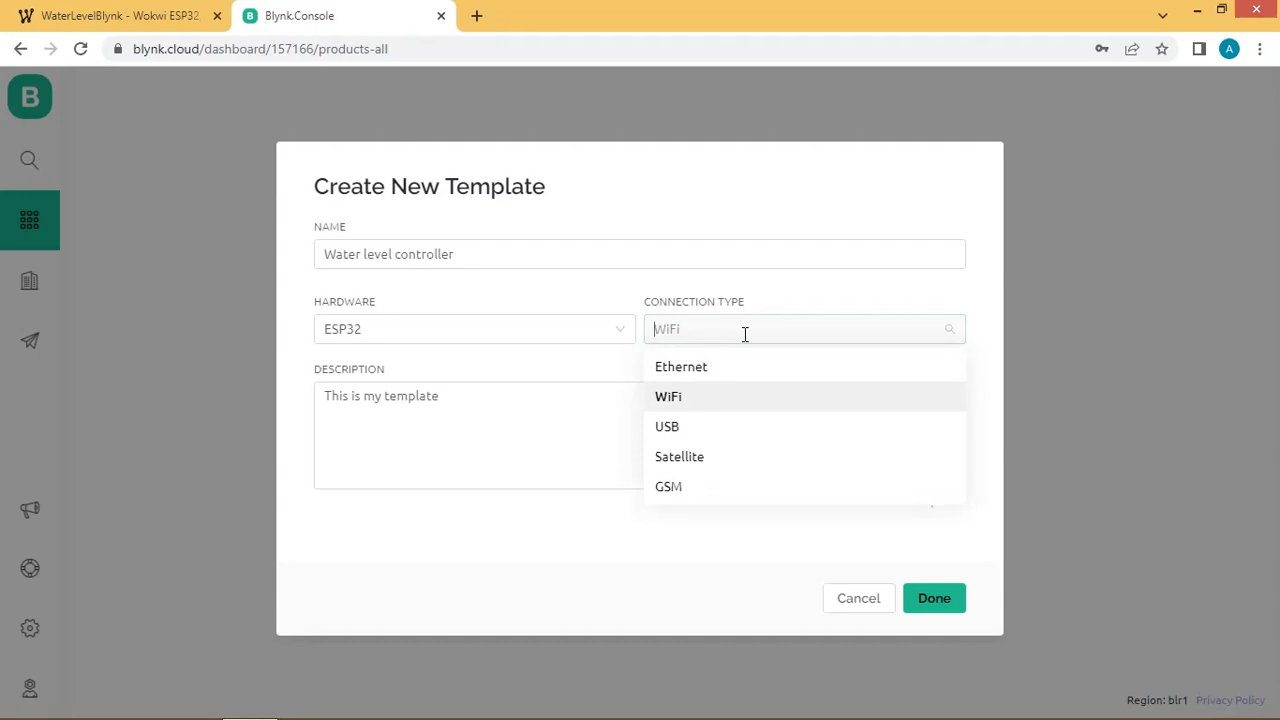 WaterLevelBlynk - Wokwi ESP32,
B
Blynk.Console
blynk.cloud/dashboard/157166/products-all
A
B
Create New Template
NAME
Water level controller
HARDWARE
CONNECTION TYPE
ESP32
WiFi
DESCRIPTION
Ethernet
This is my template
WiFi
USB
Satellite
GSM
Cancel
Done
Region: blr1
Privacy Policy